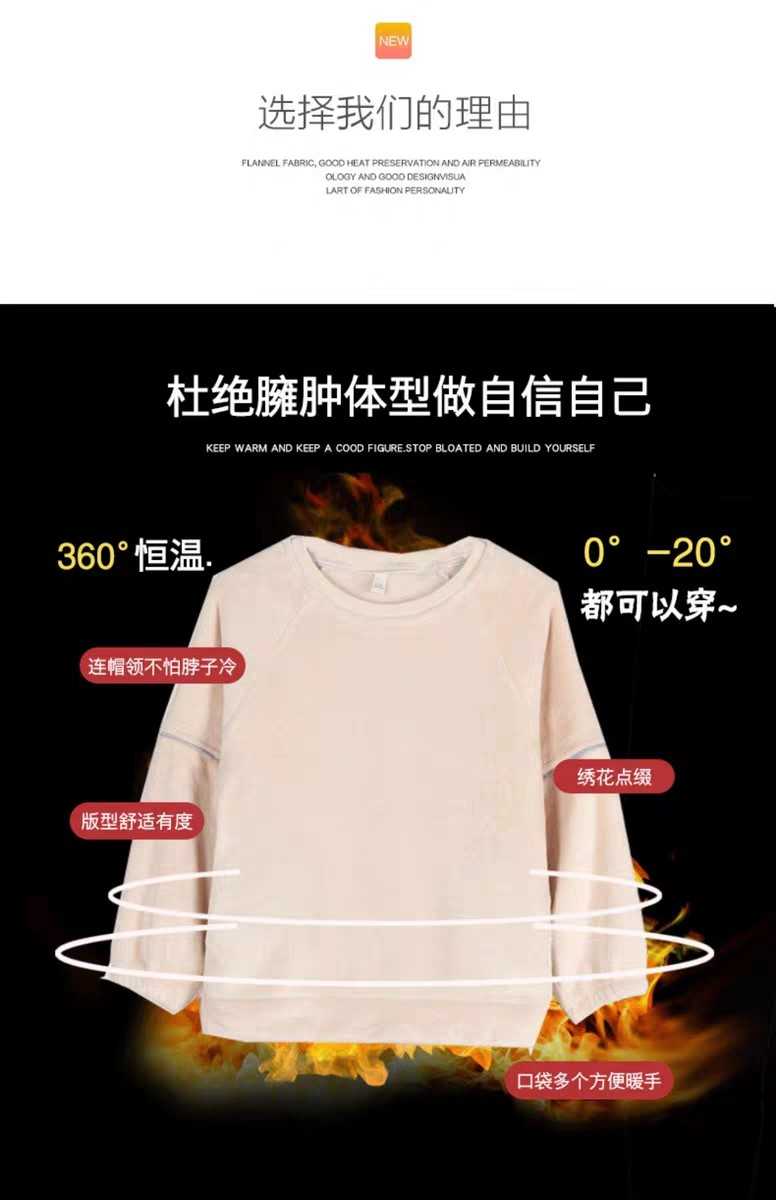 NEW
选择我们的理由
FLANNEL FABRIC, GOOD HEAT PRESERVATION AND AIR PERMEABILITY
OLOGY AND GOOD DESIGNVISUA
LART OF FASHION PERSONALITY
杜绝臃肿体型做自信自己
KEEP WARM AND KEEP A COOD FIGURE.STOP BLOATED AND BUILD YOURSELF
360°恒温.
0° -20°
都可以穿~
连帽领不怕脖子冷
绣花点缀
版型舒适有度
口袋多个方便暖手